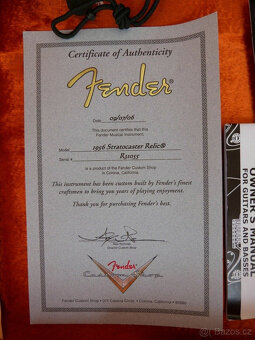 Certificate of Authenticity
Fender®
Date 09/07/06
This document certifies that this
Fender Musical Instrument,
Model 1956 Stratocaster Relic®
Serial # R31055
is a product of the Fender Custom Shop
in Corona, California.
This instrument has been custom built by Fender's finest
craftsmen to bring you years of playing enjoyment.
Thank you for purchasing Fender's best.
Fender
Custom Shop
OWNER'S MANUAL
FOR GUITARS AND BASSES
Bazos.cz